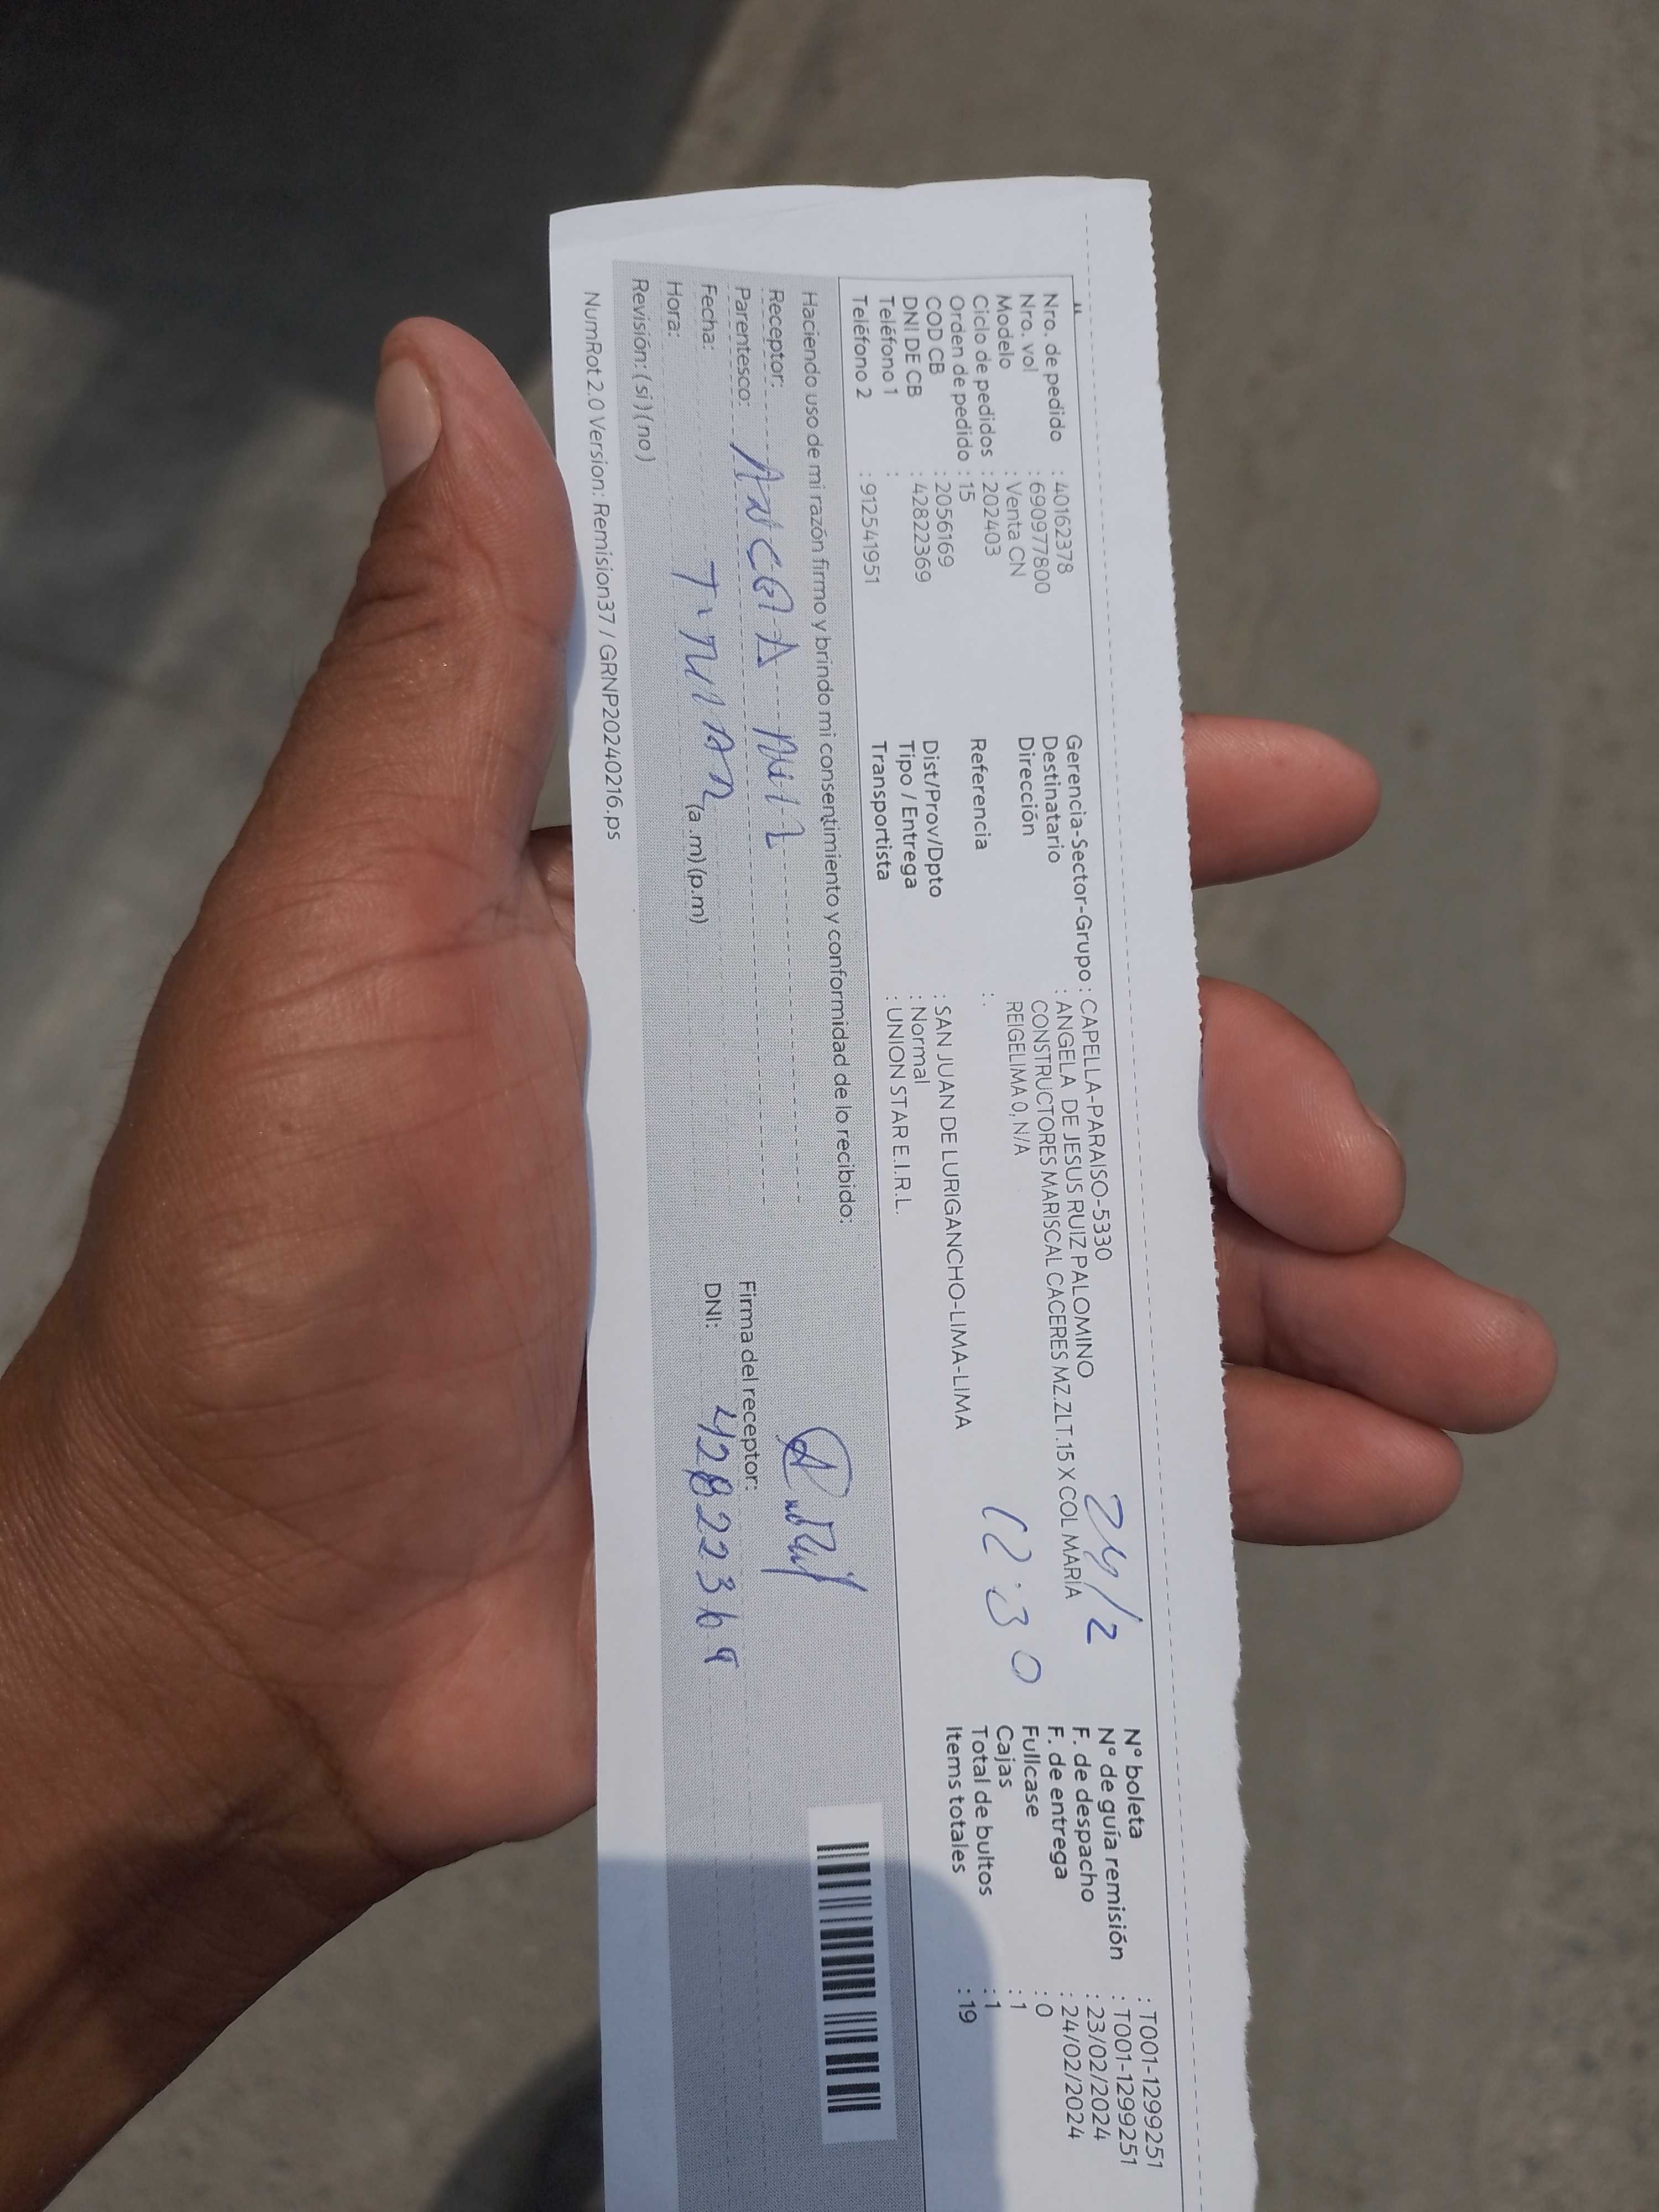 Nro. de pedido : 40162378
Nro. vol : 690977800
Modelo : Venta CN
Ciclo de pedidos : 202403
Orden de pedido : 15
COD CB : 2056169
DNI DE CB : 42822369
Teléfono 1 :
Teléfono 2 : 912541951
Gerencia-Sector-Grupo : CAPELLA-PARAISO-5330
Destinatario : ANGELA DE JESUS RUIZ PALOMINO
Dirección CONSTRUCTORES MARISCAL CACERES MZ.ZLT.15 X COL MARIA
REIGELIMA 0, N/A
Referencia : .
Dist/Prov/Dpto : SAN JUAN DE LURIGANCHO-LIMA-LIMA
Tipo / Entrega : Normal
Transportista : UNION STAR E.I.R.L.
24/2
12:30
N° boleta : T001-1299251
N° de guía remisión : T001-1299251
F. de despacho : 23/02/2024
F. de entrega : 24/02/2024
Fullcase : 0
Cajas : 1
Total de bultos : 1
Items totales : 19
Haciendo uso de mi razón firmo y brindo mi consentimiento y conformidad de lo recibido:
Receptor:
Parentesco:
Fecha:
Hora: (a .m) (p.m)
Revisión: ( si ) ( no )
Firma del receptor:
DNI: 42822369
NumRot 2.0 Version: Remision37 / GRNP20240216.ps